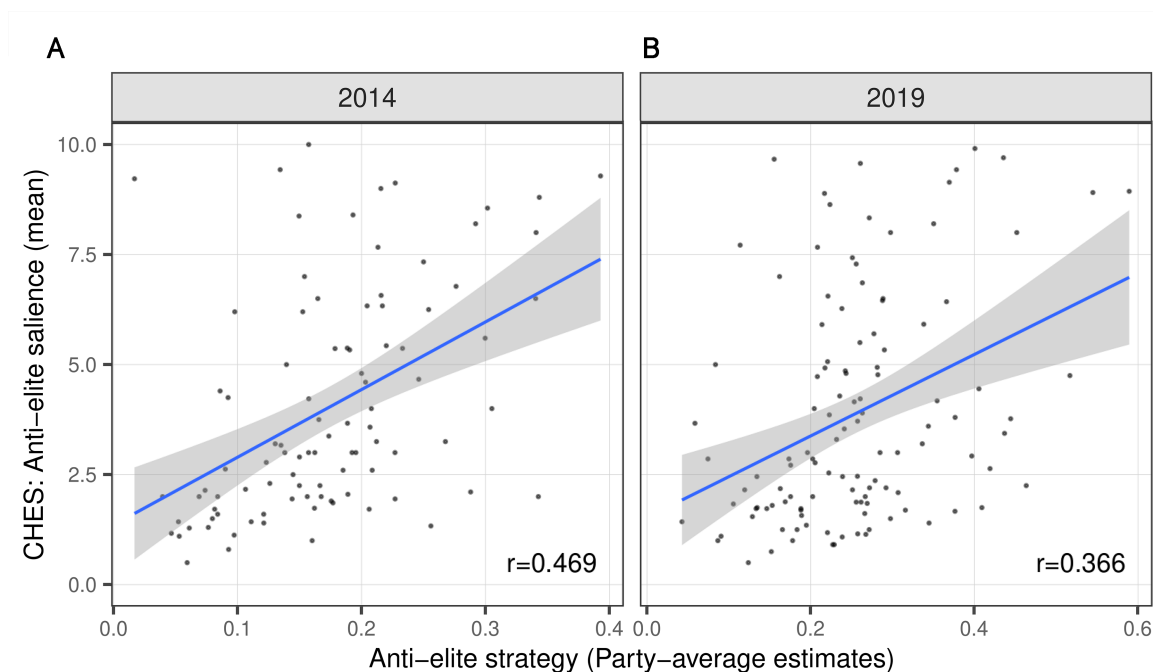 A
B
2014
2019
CHES: Anti−elite salience (mean)
10.0
7.5
5.0
2.5
0.0
r=0.469
r=0.366
0.0 0.1 0.2 0.3 0.4
0.0 0.2 0.4 0.6
Anti−elite strategy (Party−average estimates)